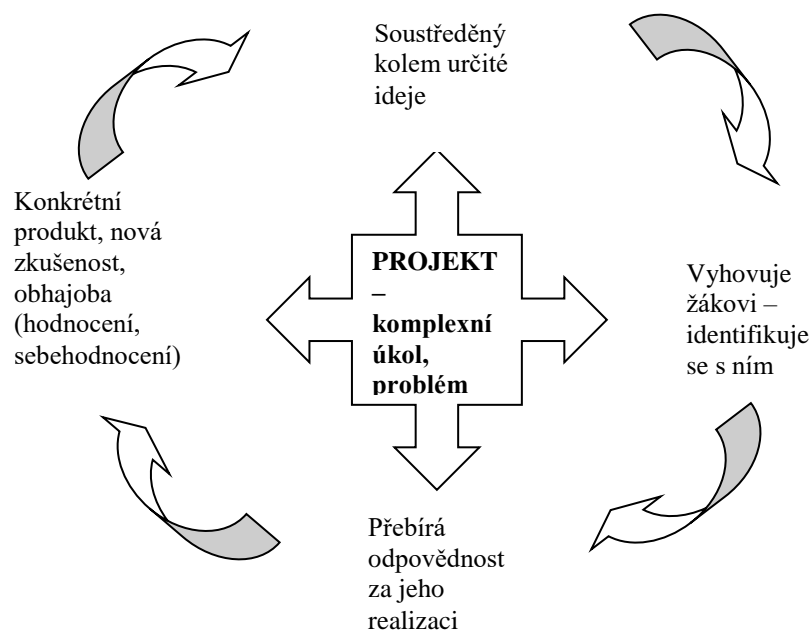 Soustředěný
kolem určité
ideje
Konkrétní
produkt, nová
zkušenost,
obhajoba
(hodnocení,
sebehodnocení)
PROJEKT
–
komplexní
úkol,
problém
Vyhovuje
žákovi –
identifikuje
se s ním
Přebírá
odpovědnost
za jeho
realizaci